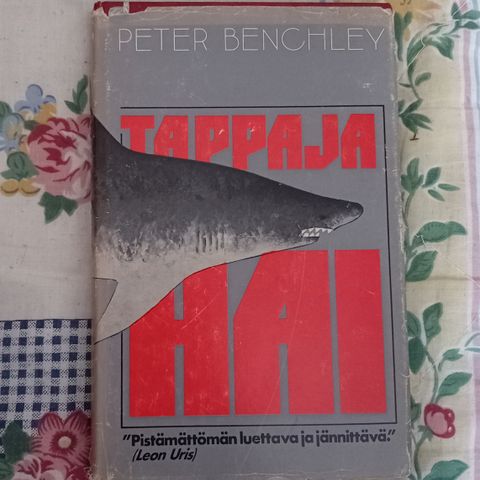 PETER BENCHLEY
TAPPAJA
HAI
"Pistämättömän luettava ja jännittävä."
(Leon Uris)